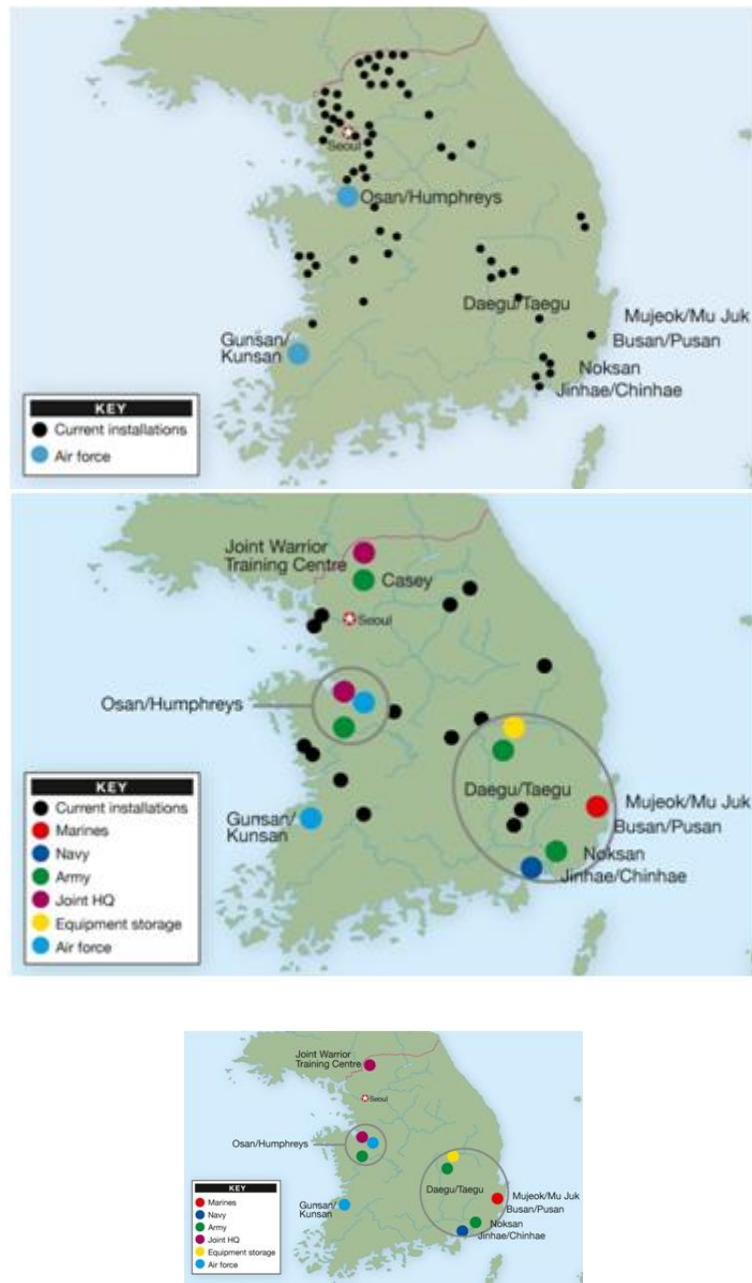 Seoul
Osan/Humphreys
Daegu/Taegu
Mujeok/Mu Juk
Busan/Pusan
Gunsan/
Kunsan
Noksan
Jinhae/Chinhae
KEY
Current installations
Air force
Joint Warrior
Training Centre
Casey
Seoul
Osan/Humphreys
Daegu/Taegu
Mujeok/Mu Juk
Busan/Pusan
Gunsan/
Kunsan
Noksan
Jinhae/Chinhae
KEY
Current installations
Marines
Navy
Army
Joint HQ
Equipment storage
Air force
Joint Warrior
Training Centre
Seoul
Osan/Humphreys
Daegu/Taegu
Mujeok/Mu Juk
Busan/Pusan
Gunsan/
Kunsan
Noksan
Jinhae/Chinhae
KEY
Marines
Navy
Army
Joint HQ
Equipment storage
Air force